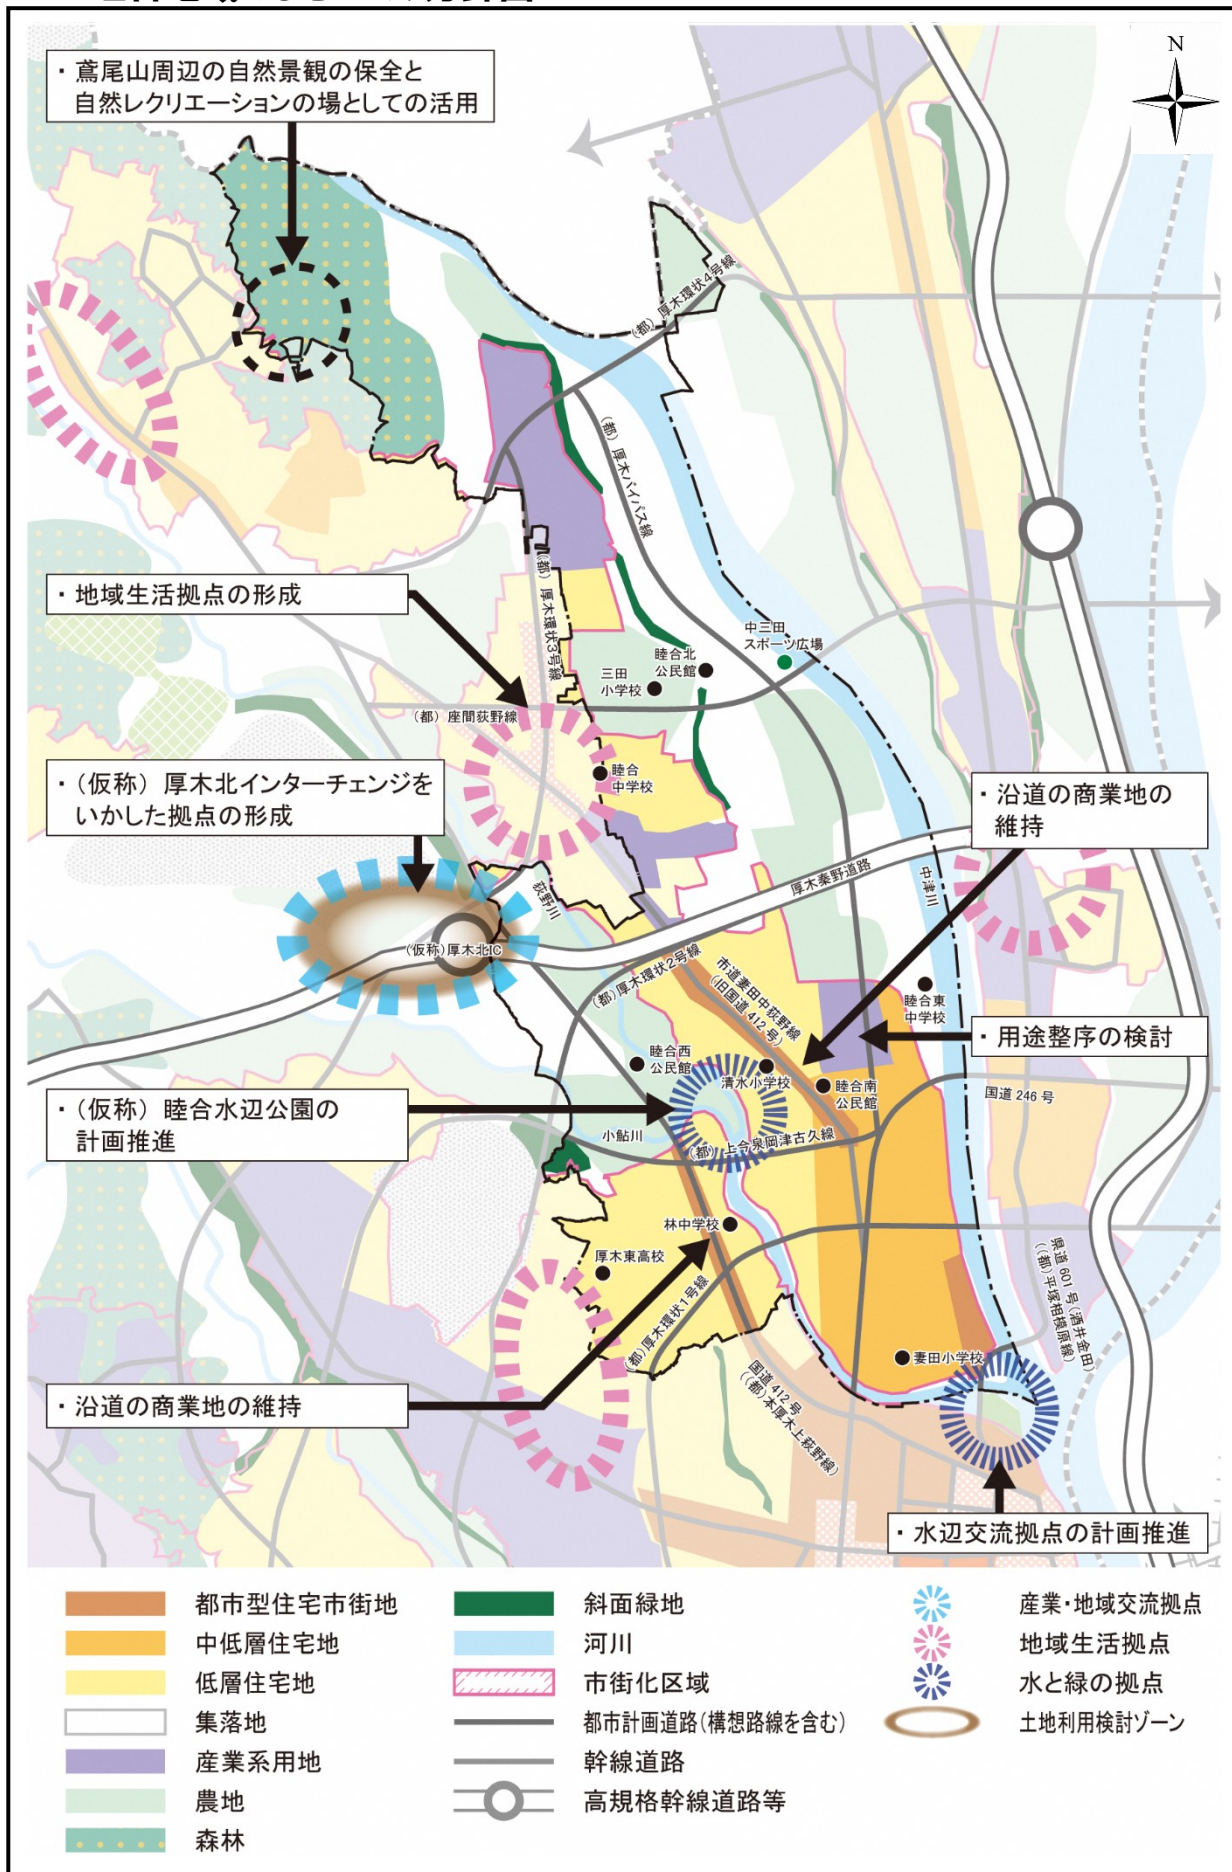 N
・鳶尾山周辺の自然景観の保全と
自然レクリエーションの場としての活用
(都)厚木環状4号線
(都)厚木バイパス線
・地域生活拠点の形成
(都)厚木環状3号線
中三田
スポーツ広場
睦合北
公民館
三田
小学校
(都)座間荻野線
・(仮称)厚木北インターチェンジを
いかした拠点の形成
睦合
中学校
・沿道の商業地の
維持
厚木秦野道路
中津川
荻野川
(仮称)厚木北IC
(都)厚木環状2号線
市道妻田中荻野線
(旧国道412号)
睦合東
中学校
・用途整序の検討
睦合西
公民館
清水小学校
睦合南
公民館
国道246号
・(仮称)睦合水辺公園の
計画推進
小鮎川
(都)上今泉岡津古久線
林中学校
厚木東高校
(都)厚木環状1号線
県道601号(酒井金田)
((都)平塚相模原線)
妻田小学校
国道412号
((都)本厚木上荻野線)
・沿道の商業地の維持
・水辺交流拠点の計画推進
都市型住宅市街地
中低層住宅地
低層住宅地
集落地
産業系用地
農地
森林
斜面緑地
河川
市街化区域
都市計画道路(構想路線を含む)
幹線道路
高規格幹線道路等
産業・地域交流拠点
地域生活拠点
水と緑の拠点
土地利用検討ゾーン